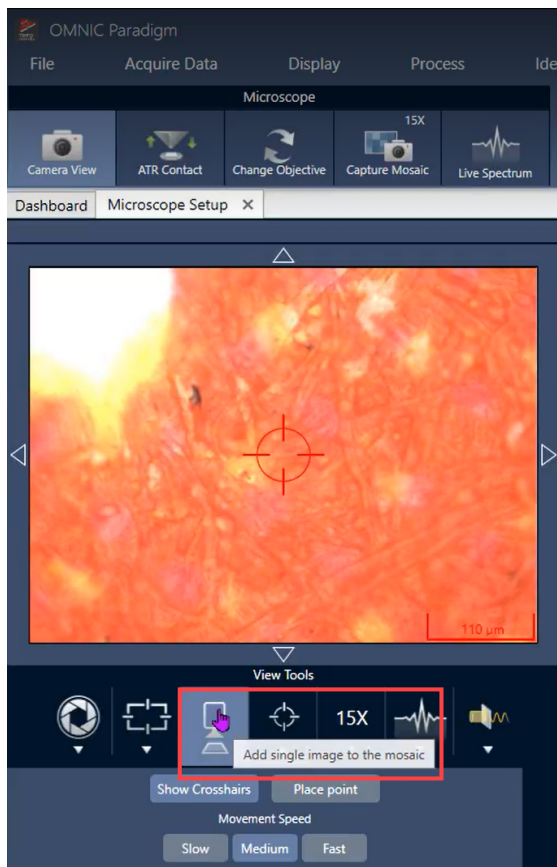 OMNIC Paradigm
File Acquire Data Display Process Ide
Microscope
15X
Camera View ATR Contact Change Objective Capture Mosaic Live Spectrum
Dashboard Microscope Setup ×
110 µm
View Tools
15X
Add single image to the mosaic
Show Crosshairs Place point
Movement Speed
Slow Medium Fast